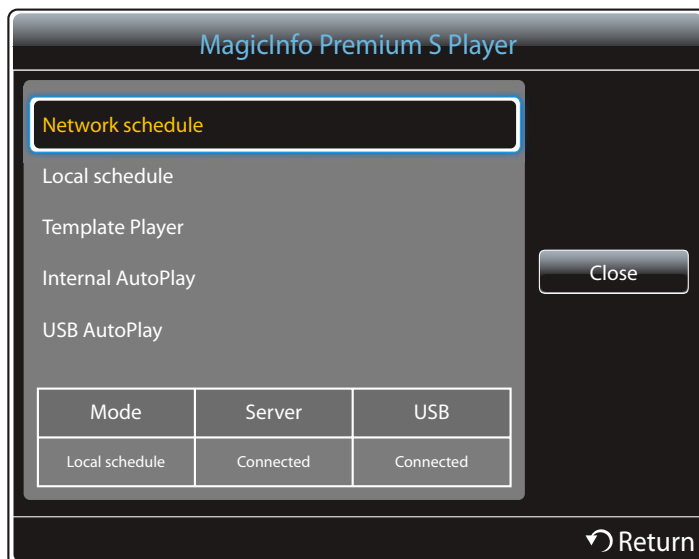 MagicInfo Premium S Player
Network schedule
Local schedule
Template Player
Internal AutoPlay
USB AutoPlay
Close
Mode Server USB
Local schedule Connected Connected
Return